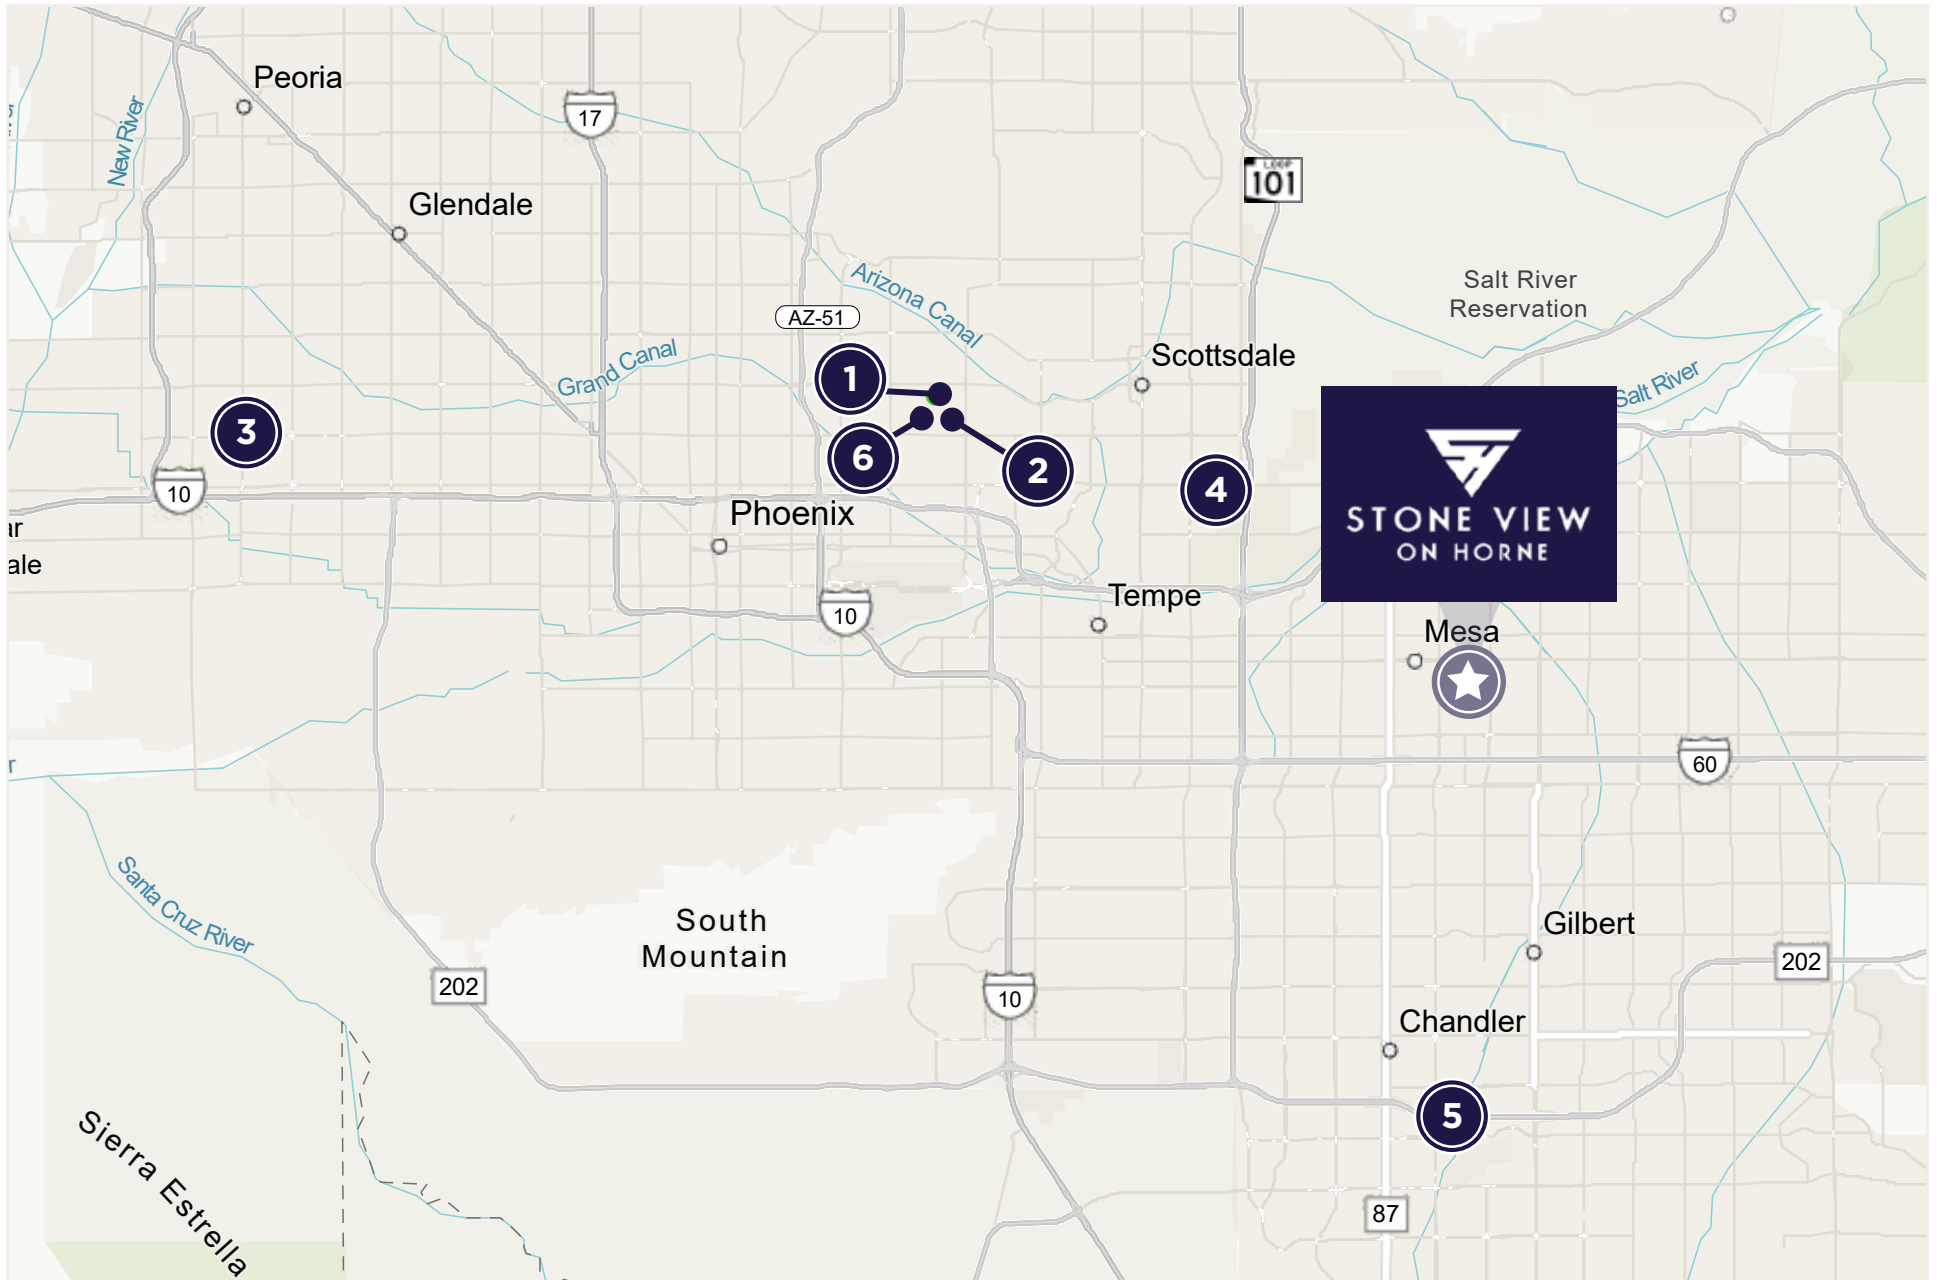 Peoria
New River
17
Glendale
LOOP
101
Arizona Canal
Salt River
Reservation
AZ-51
Grand Canal
Scottsdale
1
Salt River
3
6
2
4
10
STONE VIEW
ON HORNE
Phoenix
ar
ale
Tempe
10
Mesa
r
60
Santa Cruz River
South
Mountain
Gilbert
202
202
10
Chandler
5
Sierra Estrella
87